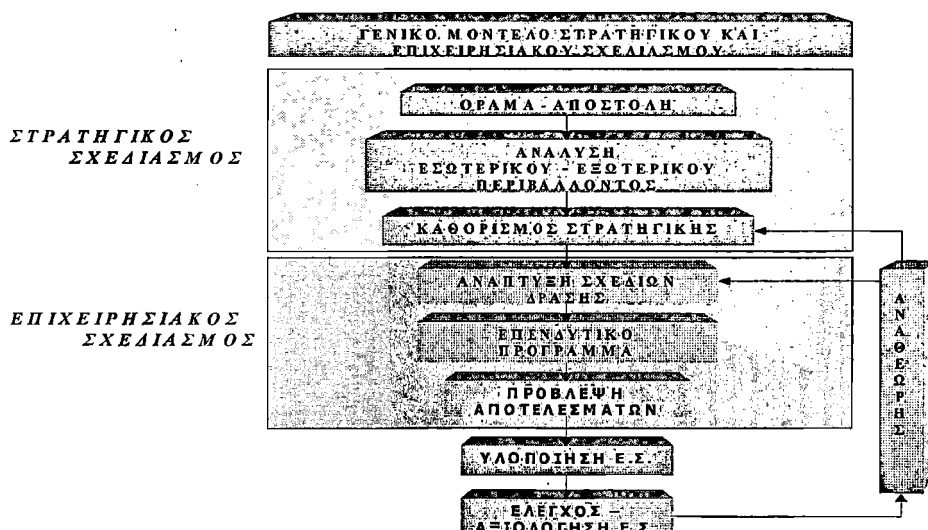 ΓΕΝΙΚΟ ΜΟΝΤΕΛΟ ΣΤΡΑΤΗΓΙΚΟΥ ΚΑΙ
ΕΠΙΧΕΙΡΗΣΙΑΚΟΥ ΣΧΕΔΙΑΣΜΟΥ
ΣΤΡΑΤΗΓΙΚΟΣ
ΣΧΕΔΙΑΣΜΟΣ
ΟΡΑΜΑ - ΑΠΟΣΤΟΛΗ
ΑΝΑΛΥΣΗ
ΕΣΩΤΕΡΙΚΟΥ - ΕΞΩΤΕΡΙΚΟΥ
ΠΕΡΙΒΑΛΛΟΝΤΟΣ
ΚΑΘΟΡΙΣΜΟΣ ΣΤΡΑΤΗΓΙΚΗΣ
ΕΠΙΧΕΙΡΗΣΙΑΚΟΣ
ΣΧΕΔΙΑΣΜΟΣ
ΑΝΑΠΤΥΞΗ ΣΧΕΔΙΩΝ
ΔΡΑΣΗΣ
ΕΠΕΝΔΥΤΙΚΟ
ΠΡΟΓΡΑΜΜΑ
ΠΡΟΒΛΕΨΗ
ΑΠΟΤΕΛΕΣΜΑΤΩΝ
ΥΛΟΠΟΙΗΣΗ Ε.Σ.
ΕΛΕΓΧΟΣ –
ΑΞΙΟΛΟΓΗΣΗ Ε.Σ.
ΑΝΑΘΕΩΡΗΣ